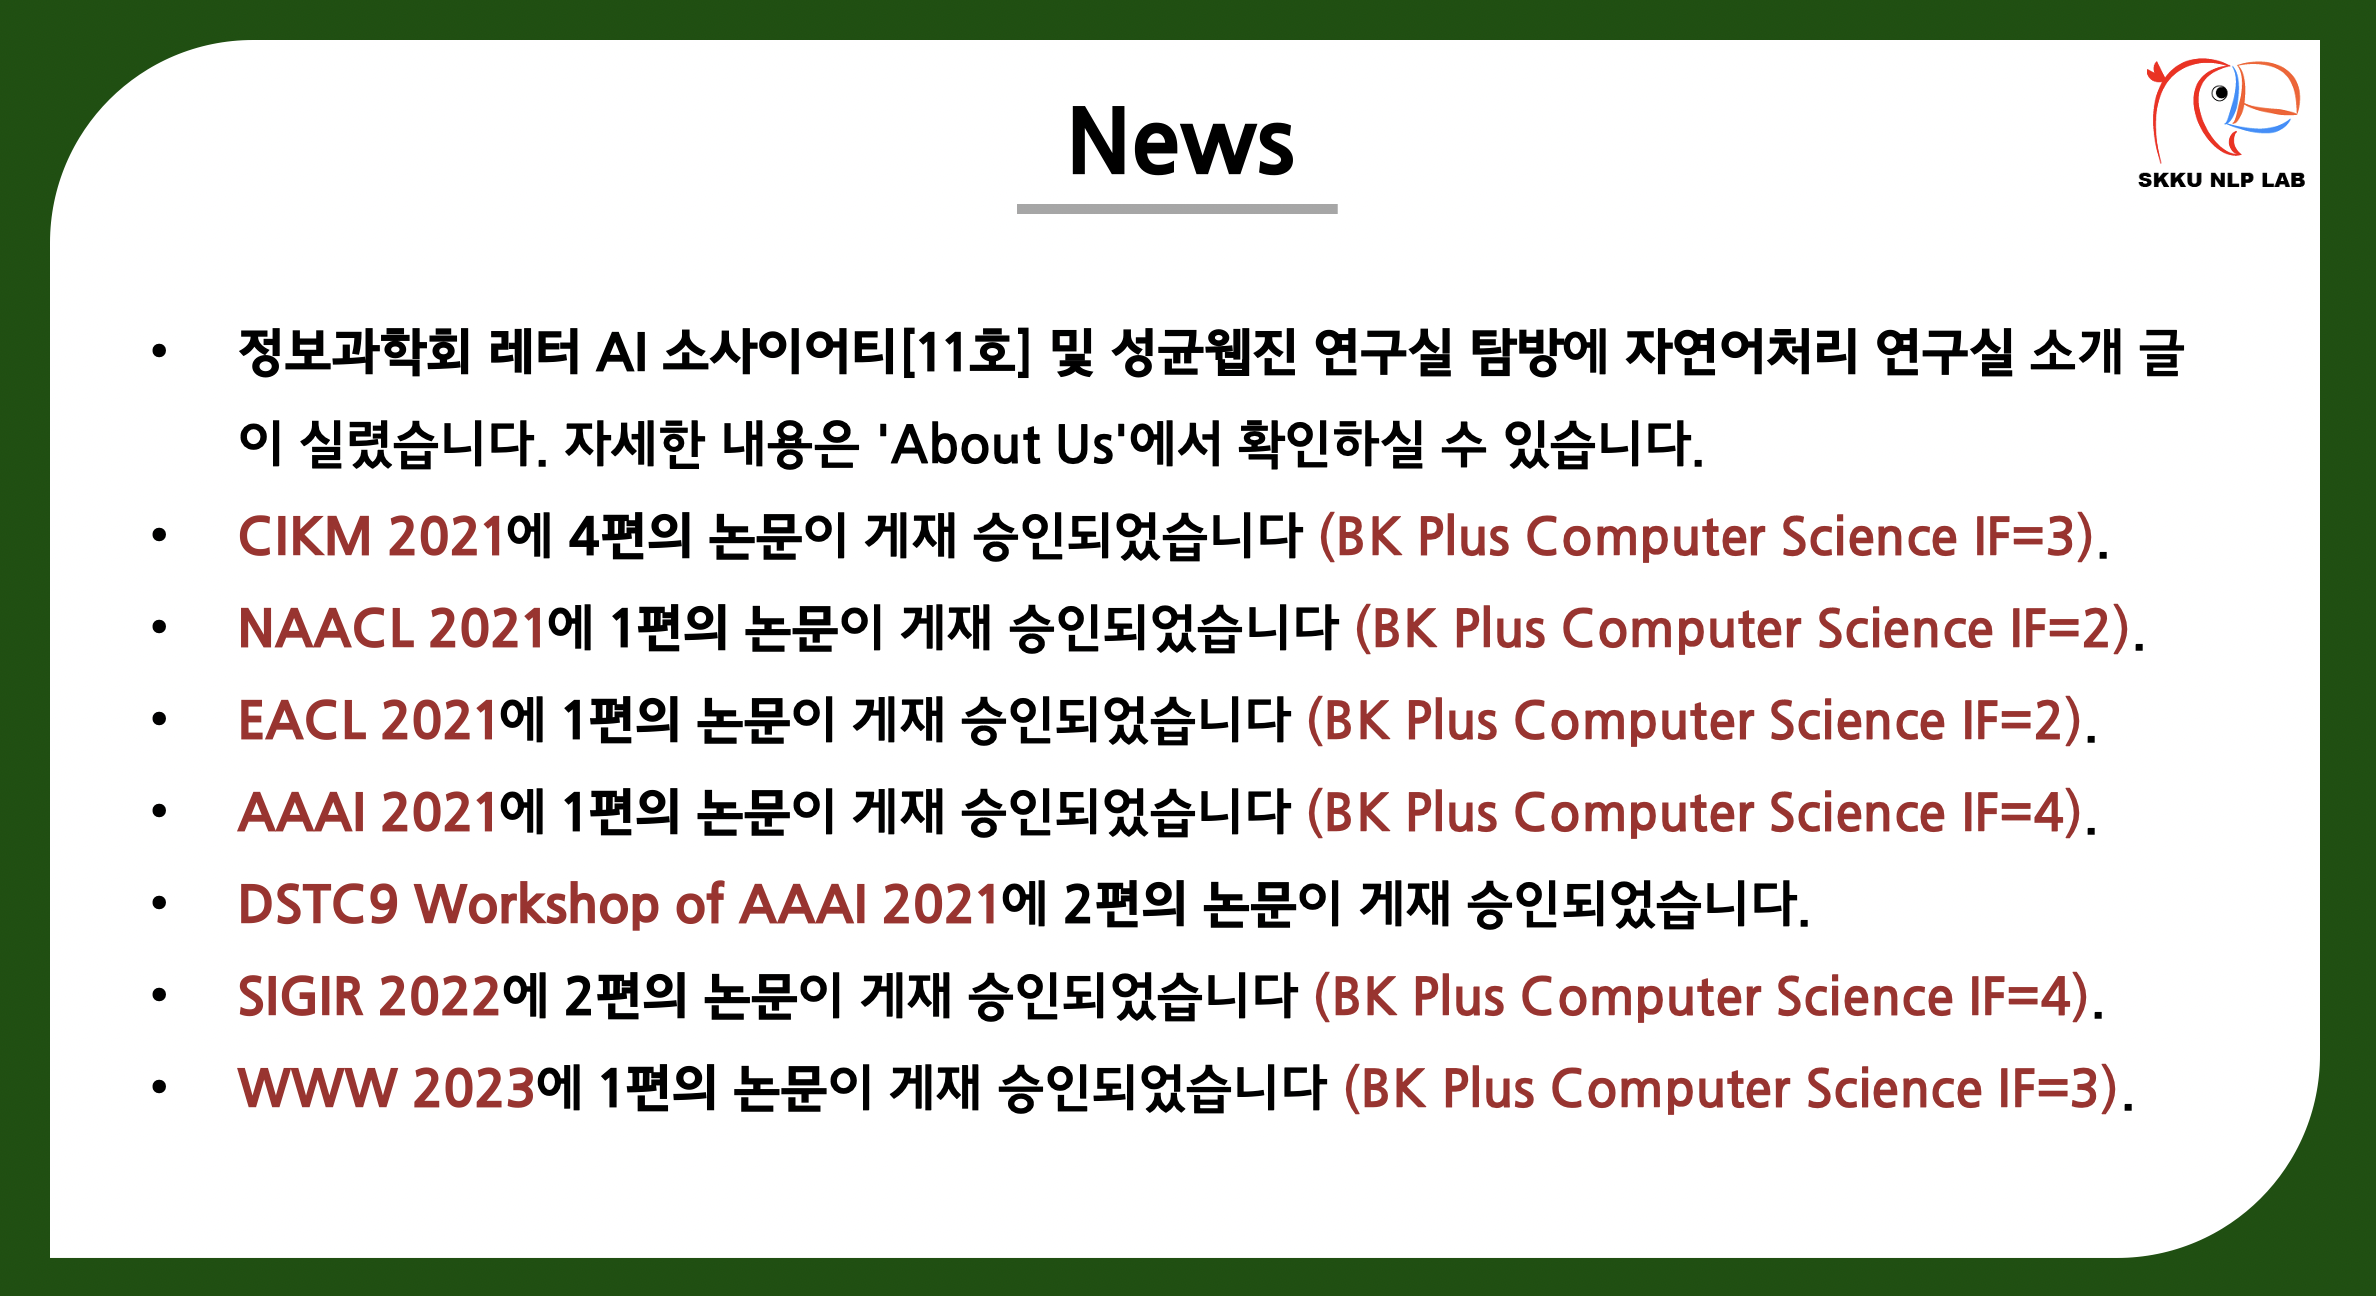 News
SKKU NLP LAB
• 정보과학회 레터 AI 소사이어티[11호] 및 성균웹진 연구실 탐방에 자연어처리 연구실 소개 글
이 실렸습니다. 자세한 내용은 'About Us'에서 확인하실 수 있습니다.
• CIKM 2021에 4편의 논문이 게재 승인되었습니다 (BK Plus Computer Science IF=3).
• NAACL 2021에 1편의 논문이 게재 승인되었습니다 (BK Plus Computer Science IF=2).
• EACL 2021에 1편의 논문이 게재 승인되었습니다 (BK Plus Computer Science IF=2).
• AAAI 2021에 1편의 논문이 게재 승인되었습니다 (BK Plus Computer Science IF=4).
• DSTC9 Workshop of AAAI 2021에 2편의 논문이 게재 승인되었습니다.
• SIGIR 2022에 2편의 논문이 게재 승인되었습니다 (BK Plus Computer Science IF=4).
• WWW 2023에 1편의 논문이 게재 승인되었습니다 (BK Plus Computer Science IF=3).